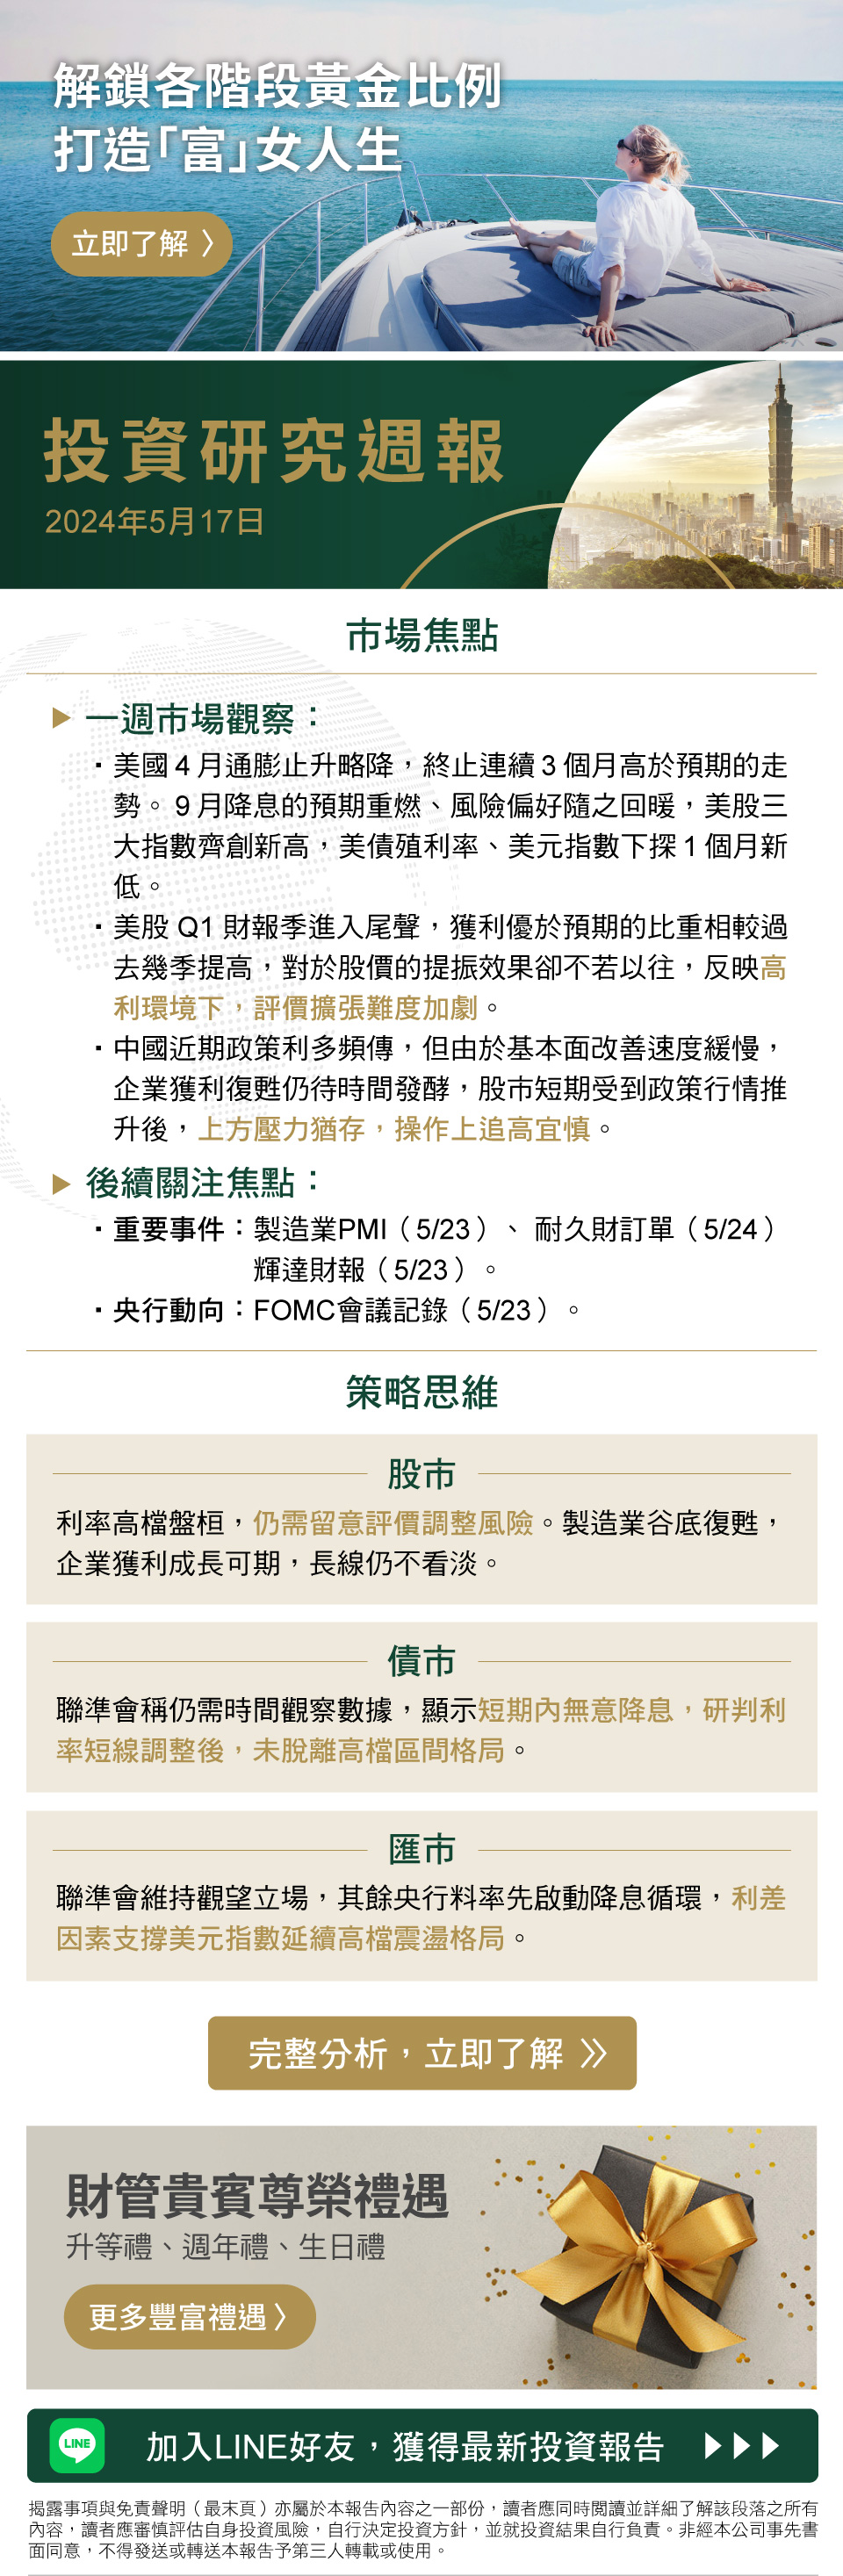 解鎖各階段黃金比例
打造「富」女人生
立即了解 〉
投資研究週報
2024年5月17日
市場焦點
▶ 一週市場觀察：
・美國 4 月通膨止升略降，終止連續 3 個月高於預期的走
勢。 9 月降息的預期重燃、風險偏好隨之回暖，美股三
大指數齊創新高，美債殖利率、美元指數下探 1 個月新
低。
・美股 Q1 財報季進入尾聲，獲利優於預期的比重相較過
去幾季提高，對於股價的提振效果卻不若以往，反映高
利環境下，評價擴張難度加劇。
・中國近期政策利多頻傳，但由於基本面改善速度緩慢，
企業獲利復甦仍待時間發酵，股市短期受到政策行情推
升後，上方壓力猶存，操作上追高宜慎。
▶ 後續關注焦點：
・重要事件：製造業PMI（5/23）、 耐久財訂單（5/24）
輝達財報（5/23）。
・央行動向：FOMC會議記錄（5/23）。
策略思維
股市
利率高檔盤桓，仍需留意評價調整風險。製造業谷底復甦，
企業獲利成長可期，長線仍不看淡。
債市
聯準會稱仍需時間觀察數據，顯示短期內無意降息，研判利
率短線調整後，未脫離高檔區間格局。
匯市
聯準會維持觀望立場，其餘央行料率先啟動降息循環，利差
因素支撐美元指數延續高檔震盪格局。
完整分析，立即了解 》
財管貴賓尊榮禮遇
升等禮、週年禮、生日禮
更多豐富禮遇 〉
LINE
加入LINE好友，獲得最新投資報告 ▶▶▶
揭露事項與免責聲明（最末頁）亦屬於本報告內容之一部份，讀者應同時閱讀並詳細了解該段落之所有
內容，讀者應審慎評估自身投資風險，自行決定投資方針，並就投資結果自行負責。非經本公司事先書
面同意，不得發送或轉送本報告予第三人轉載或使用。